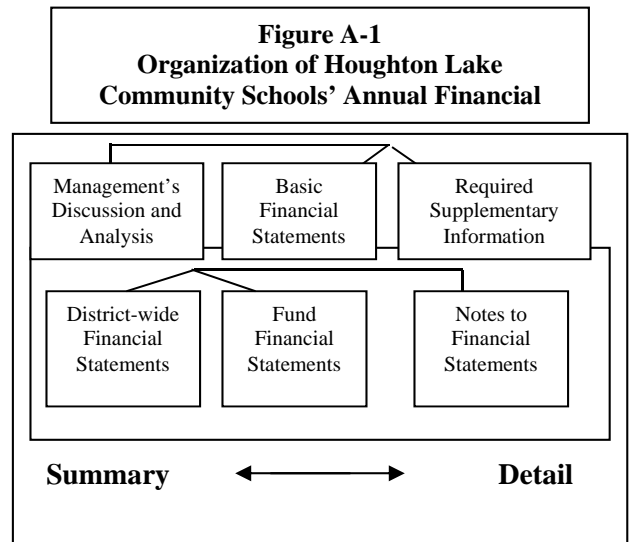 Figure A-1
Organization of Houghton Lake
Community Schools’ Annual Financial
Management’s
Discussion and
Analysis
Basic
Financial
Statements
Required
Supplementary
Information
District-wide
Financial
Statements
Fund
Financial
Statements
Notes to
Financial
Statements
Summary
Detail